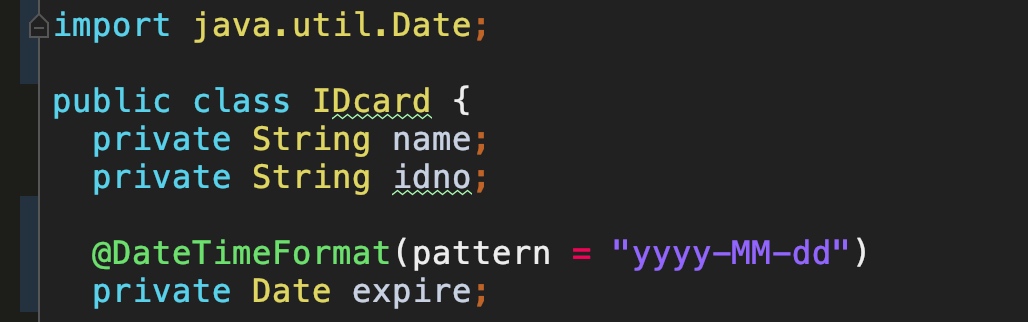 import java.util.Date;
public class IDcard {
private String name;
private String idno;
@DateTimeFormat(pattern = "yyyy-MM-dd")
private Date expire;